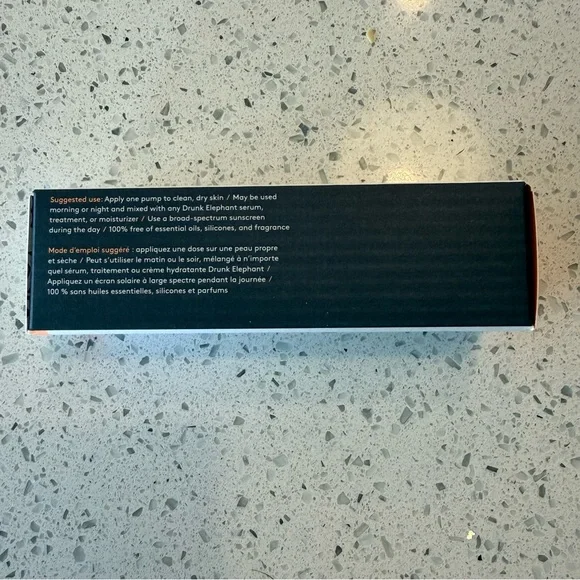 Suggested use: Apply one pump to clean, dry skin / May be used
morning or night and mixed with any Drunk Elephant serum,
treatment, or moisturizer / Use a broad-spectrum sunscreen
during the day / 100% free of essential oils, silicones, and fragrance
Mode d'emploi suggéré : appliquez une dose sur une peau propre
et sèche / Peut s'utiliser le matin ou le soir, mélangé à n'importe
quel sérum, traitement ou crème hydratante Drunk Elephant /
Appliquez un écran solaire à large spectre pendant la journée /
100 % sans huiles essentielles, silicones et parfums